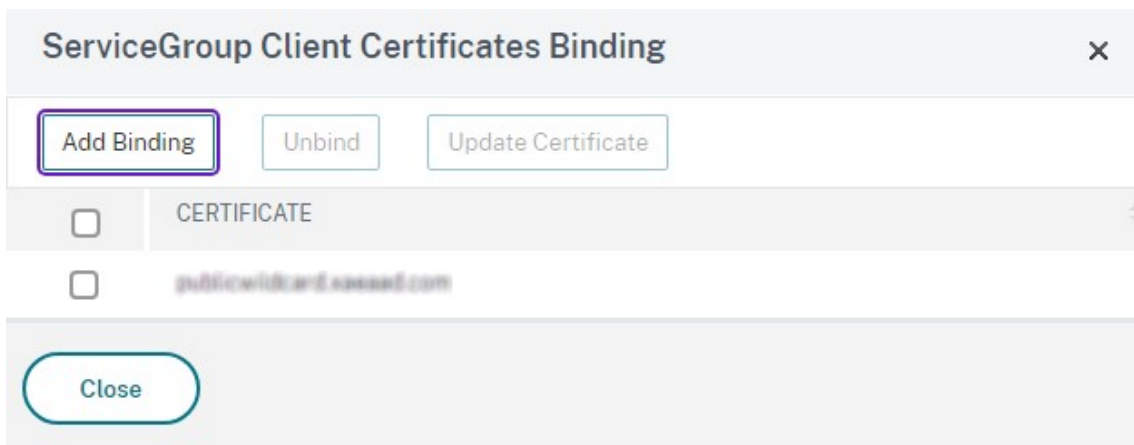 ServiceGroup Client Certificates Binding
Add Binding Unbind Update Certificate
CERTIFICATE
Close